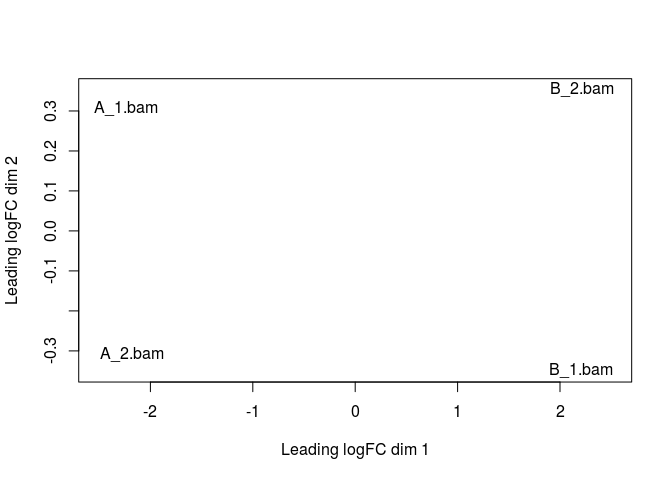 B_2.bam
A_1.bam
0.3
0.2
0.1
0.0
-0.1
-0.3
Leading logFC dim 2
A_2.bam
B_1.bam
-2 -1 0 1 2
Leading logFC dim 1